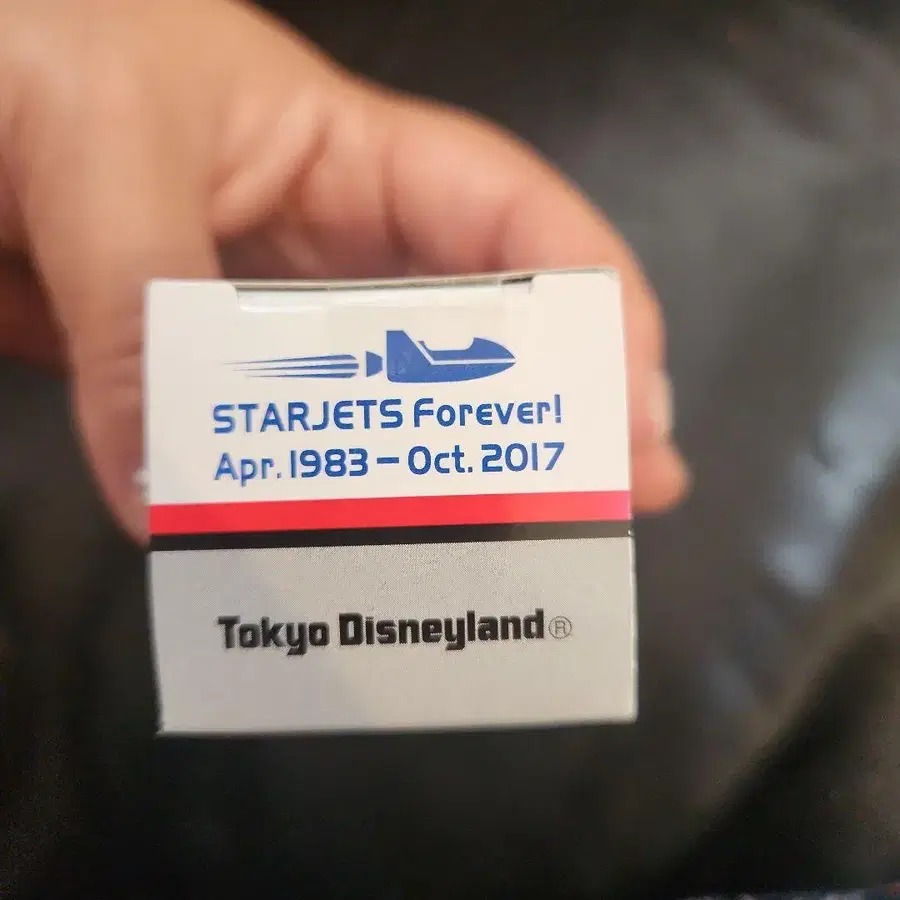 STARJETS Forever!
Apr. 1983 – Oct. 2017
Tokyo Disneyland®